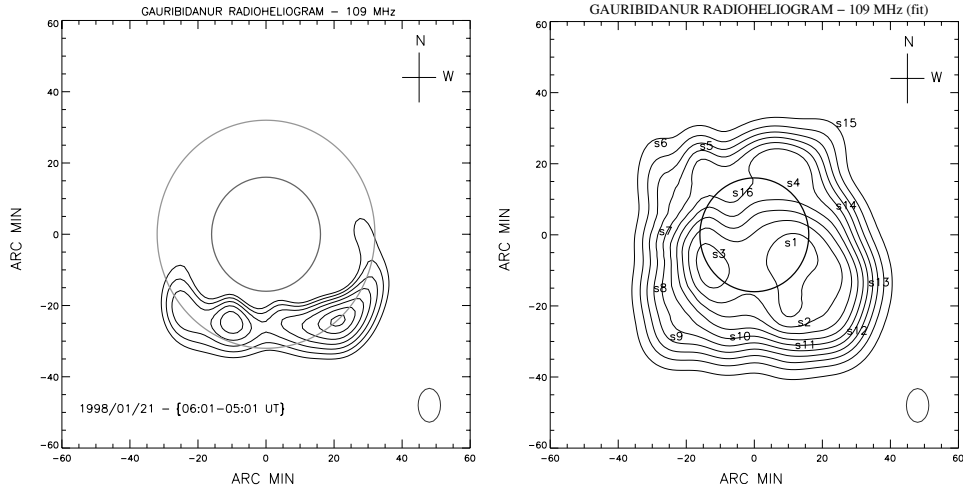 GAURIBIDANUR RADIOHELIOGRAM – 109 MHz
60
40
20
0
−20
−40
−60
−60
−40
−20
0
20
40
60
ARC MIN
ARC MIN
N
W
1998/01/21 – {06:01–05:01 UT}
GAURIBIDANUR RADIOHELIOGRAM – 109 MHz (fit)
60
40
20
0
−20
−40
−60
−60
−40
−20
0
20
40
60
ARC MIN
ARC MIN
N
W
s15
s6
s5
s4
s16
s14
s7
s1
s3
s13
s8
s2
s12
s9
s10
s11